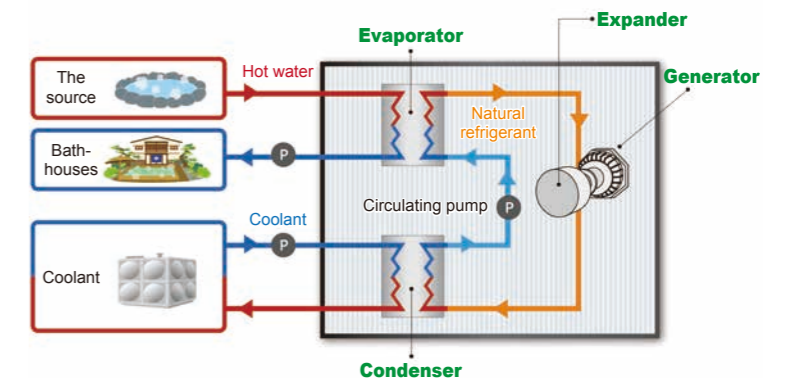 Expander
Evaporator
Generator
The
source
Hot water
Natural
refrigerant
Bath-
houses
P
Circulating pump
P
Coolant
P
Coolant
Condenser